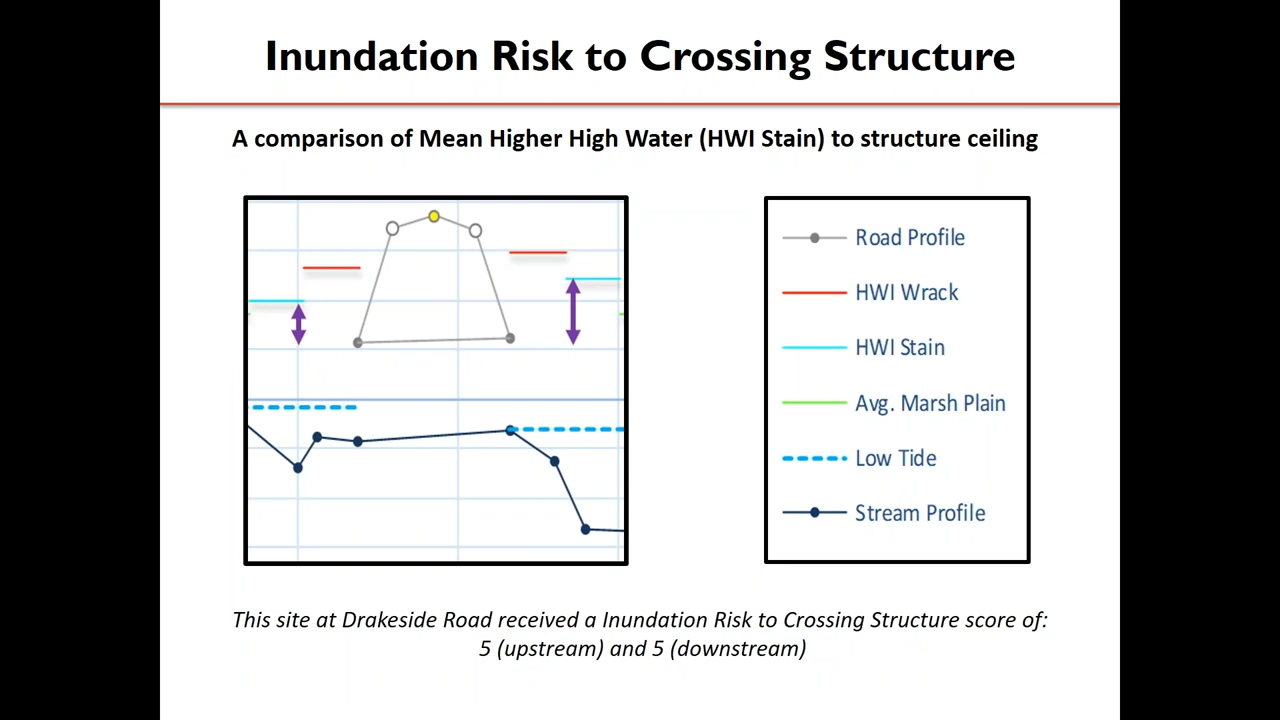 Inundation Risk to Crossing Structure
A comparison of Mean Higher High Water (HWI Stain) to structure ceiling
Road Profile
HWI Wrack
HWI Stain
Avg. Marsh Plain
Low Tide
Stream Profile
This site at Drakeside Road received a Inundation Risk to Crossing Structure score of:
5 (upstream) and 5 (downstream)